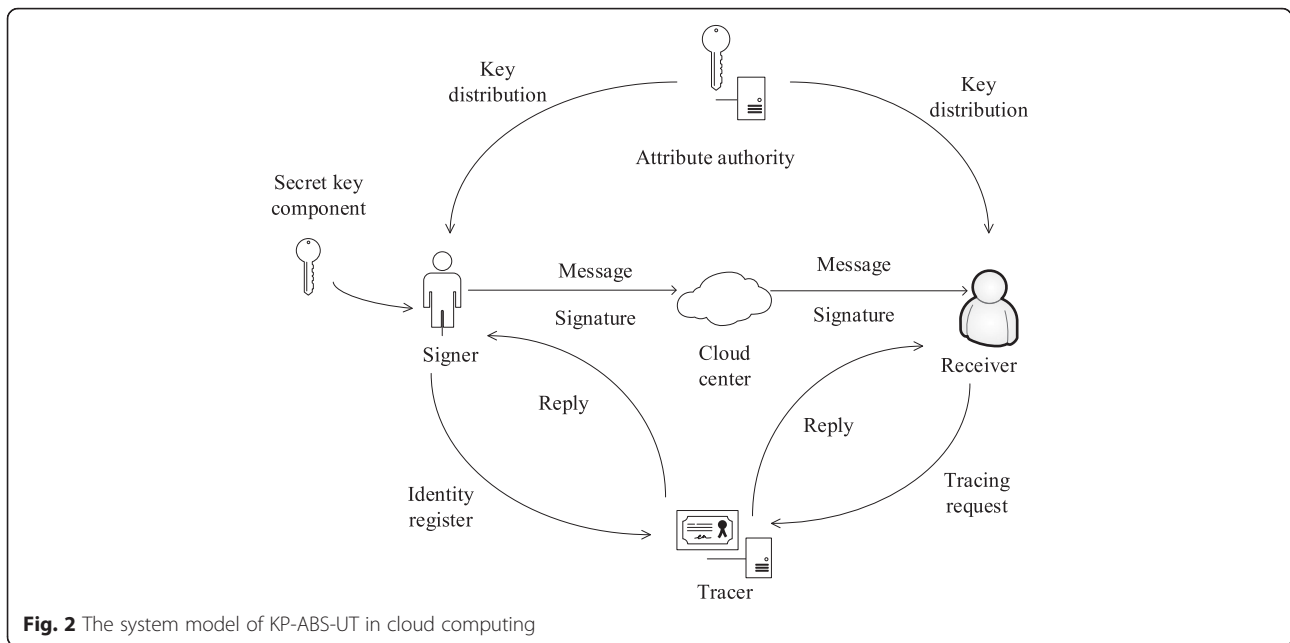 Key
distribution
Key
distribution
Attribute authority
Secret key
component
Message
Signature
Message
Signature
Signer
Cloud
center
Receiver
Reply
Reply
Identity
register
Tracing
request
Tracer
Fig. 2 The system model of KP-ABS-UT in cloud computing